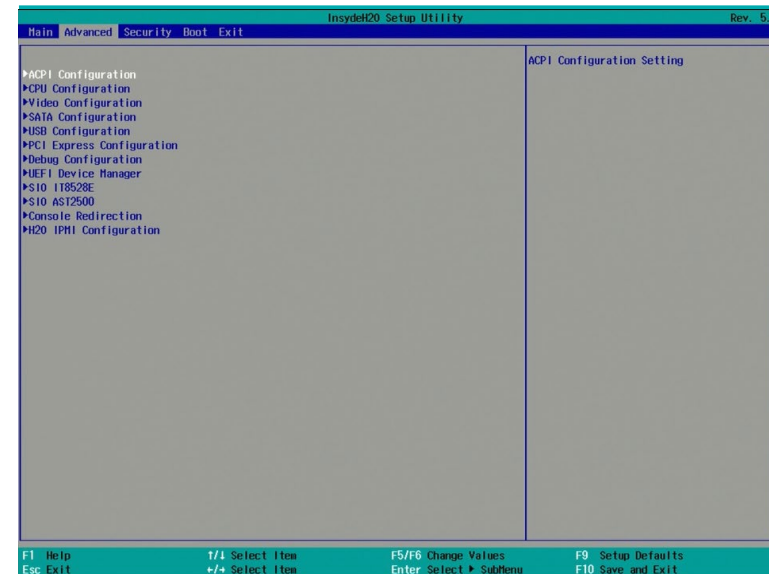 InsydeH20 Setup Utility Rev. 5.
Main Advanced Security Boot Exit
ACPI Configuration Setting
▶ACPI Configuration
▶CPU Configuration
▶Video Configuration
▶SATA Configuration
▶USB Configuration
▶PCI Express Configuration
▶Debug Configuration
▶UEFI Device Manager
▶SIO IT8528E
▶SIO AST2500
▶Console Redirection
▶H20 IPMI Configuration
F1 Help ↑/↓ Select Item F5/F6 Change Values F9 Setup Defaults
Esc Exit ←/→ Select Item Enter Select ▶ SubMenu F10 Save and Exit